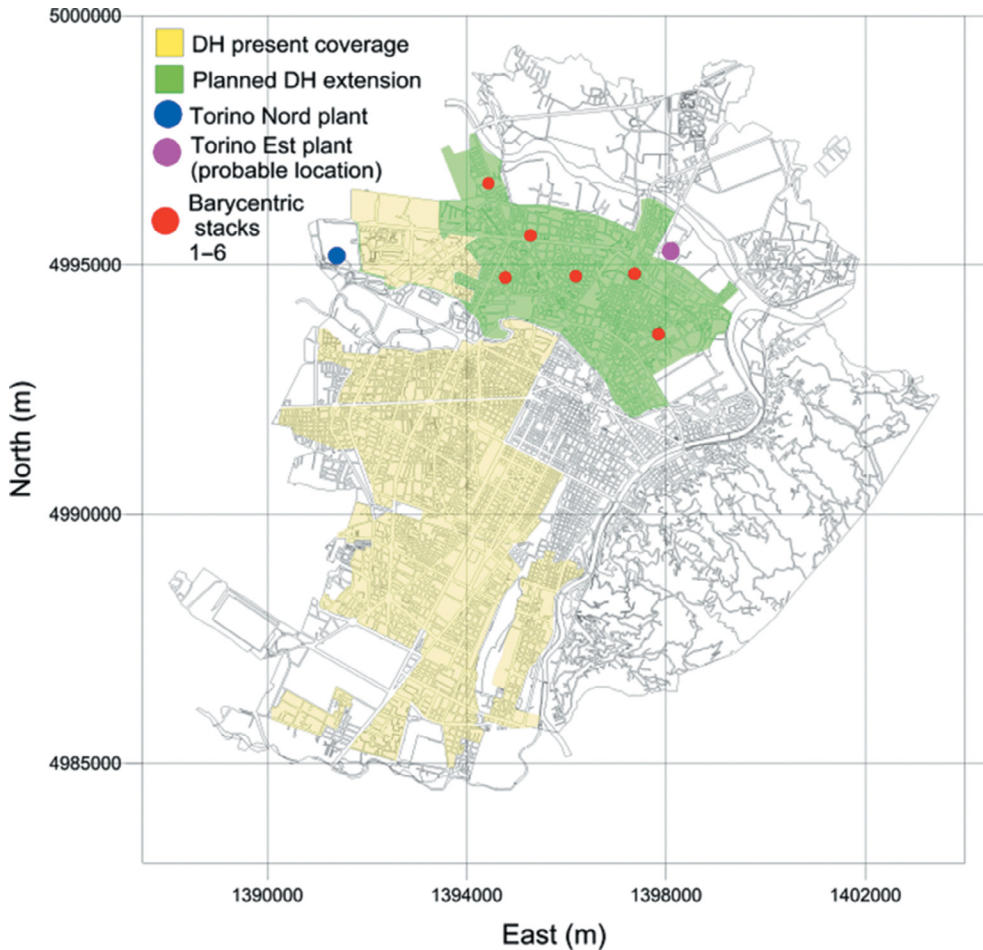 5000000
DH present coverage
Planned DH extension
Torino Nord plant
Torino Est plant
(probable location)
Barycentric
stacks
1–6
4995000
North (m)
4990000
4985000
1390000 1394000 1398000 1402000
East (m)